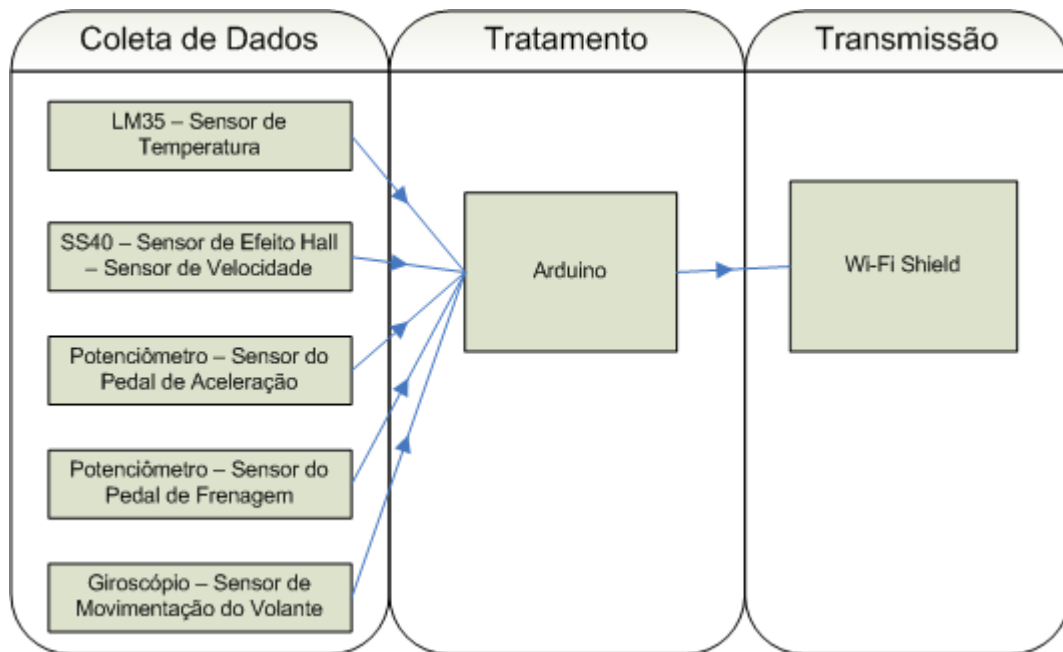 Coleta de Dados
Tratamento
Transmissão
LM35 – Sensor de
Temperatura
SS40 – Sensor de Efeito Hall
– Sensor de Velocidade
Potenciômetro – Sensor do
Pedal de Aceleração
Potenciômetro – Sensor do
Pedal de Frenagem
Giroscópio – Sensor de
Movimentação do Volante
Arduino
Wi-Fi Shield